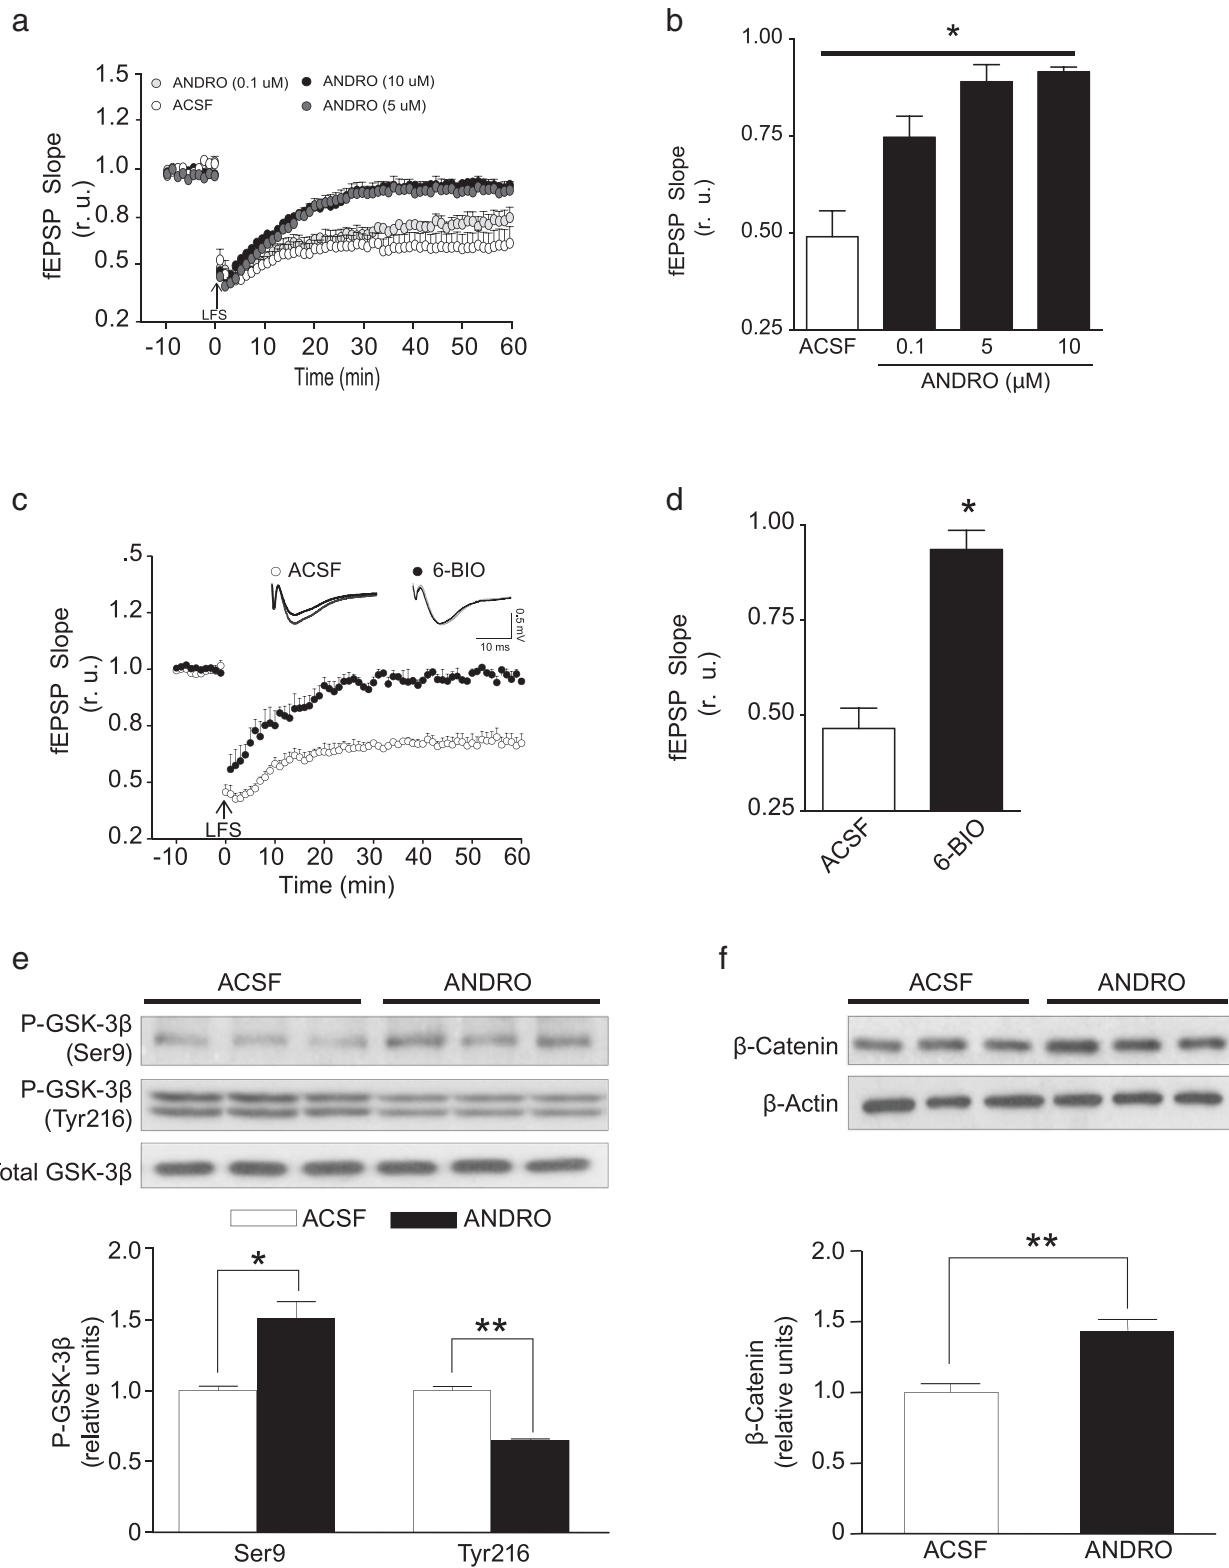 a
fEPSP Slope
(r. u.)
1.5
1.2
1.0
0.8
0.5
0.2
ANDRO (0.1 uM)
ANDRO (10 uM)
ACSF
ANDRO (5 uM)
LFS
-10 0 10 20 30 40 50 60
Time (min)
b
fEPSP Slope
(r. u.)
1.00
0.75
0.50
0.25
*
ACSF 0.1 5 10
ANDRO (µM)
c
fEPSP Slope
(r. u.)
.5
1.2
1.0
0.8
0.5
0.2
ACSF
6-BIO
0.5 mV
10 ms
LFS
-10 0 10 20 30 40 50 60
Time (min)
d
fEPSP Slope
(r. u.)
1.00
0.75
0.50
0.25
*
ACSF
6-BIO
e
ACSF ANDRO
P-GSK-3β
(Ser9)
P-GSK-3β
(Tyr216)
Total GSK-3β
ACSF ANDRO
P-GSK-3β
(relative units)
2.0
1.5
1.0
0.5
0
*
**
Ser9 Tyr216
f
ACSF ANDRO
β-Catenin
β-Actin
β-Catenin
(relative units)
2.0
1.5
1.0
0.5
0
**
ACSF ANDRO